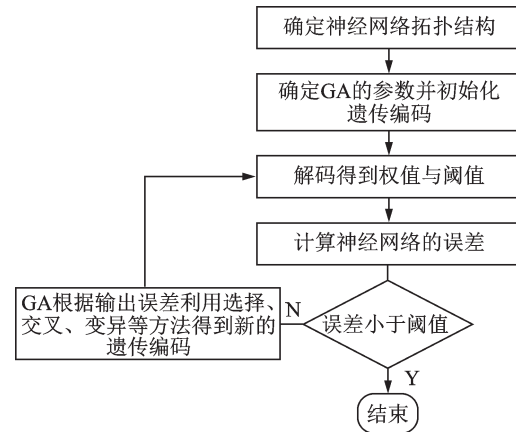 确定神经网络拓扑结构
确定GA的参数并初始化
遗传编码
解码得到权值与阈值
计算神经网络的误差
GA根据输出误差利用选择、
交叉、变异等方法得到新的
遗传编码
N
误差小于阈值
Y
结束